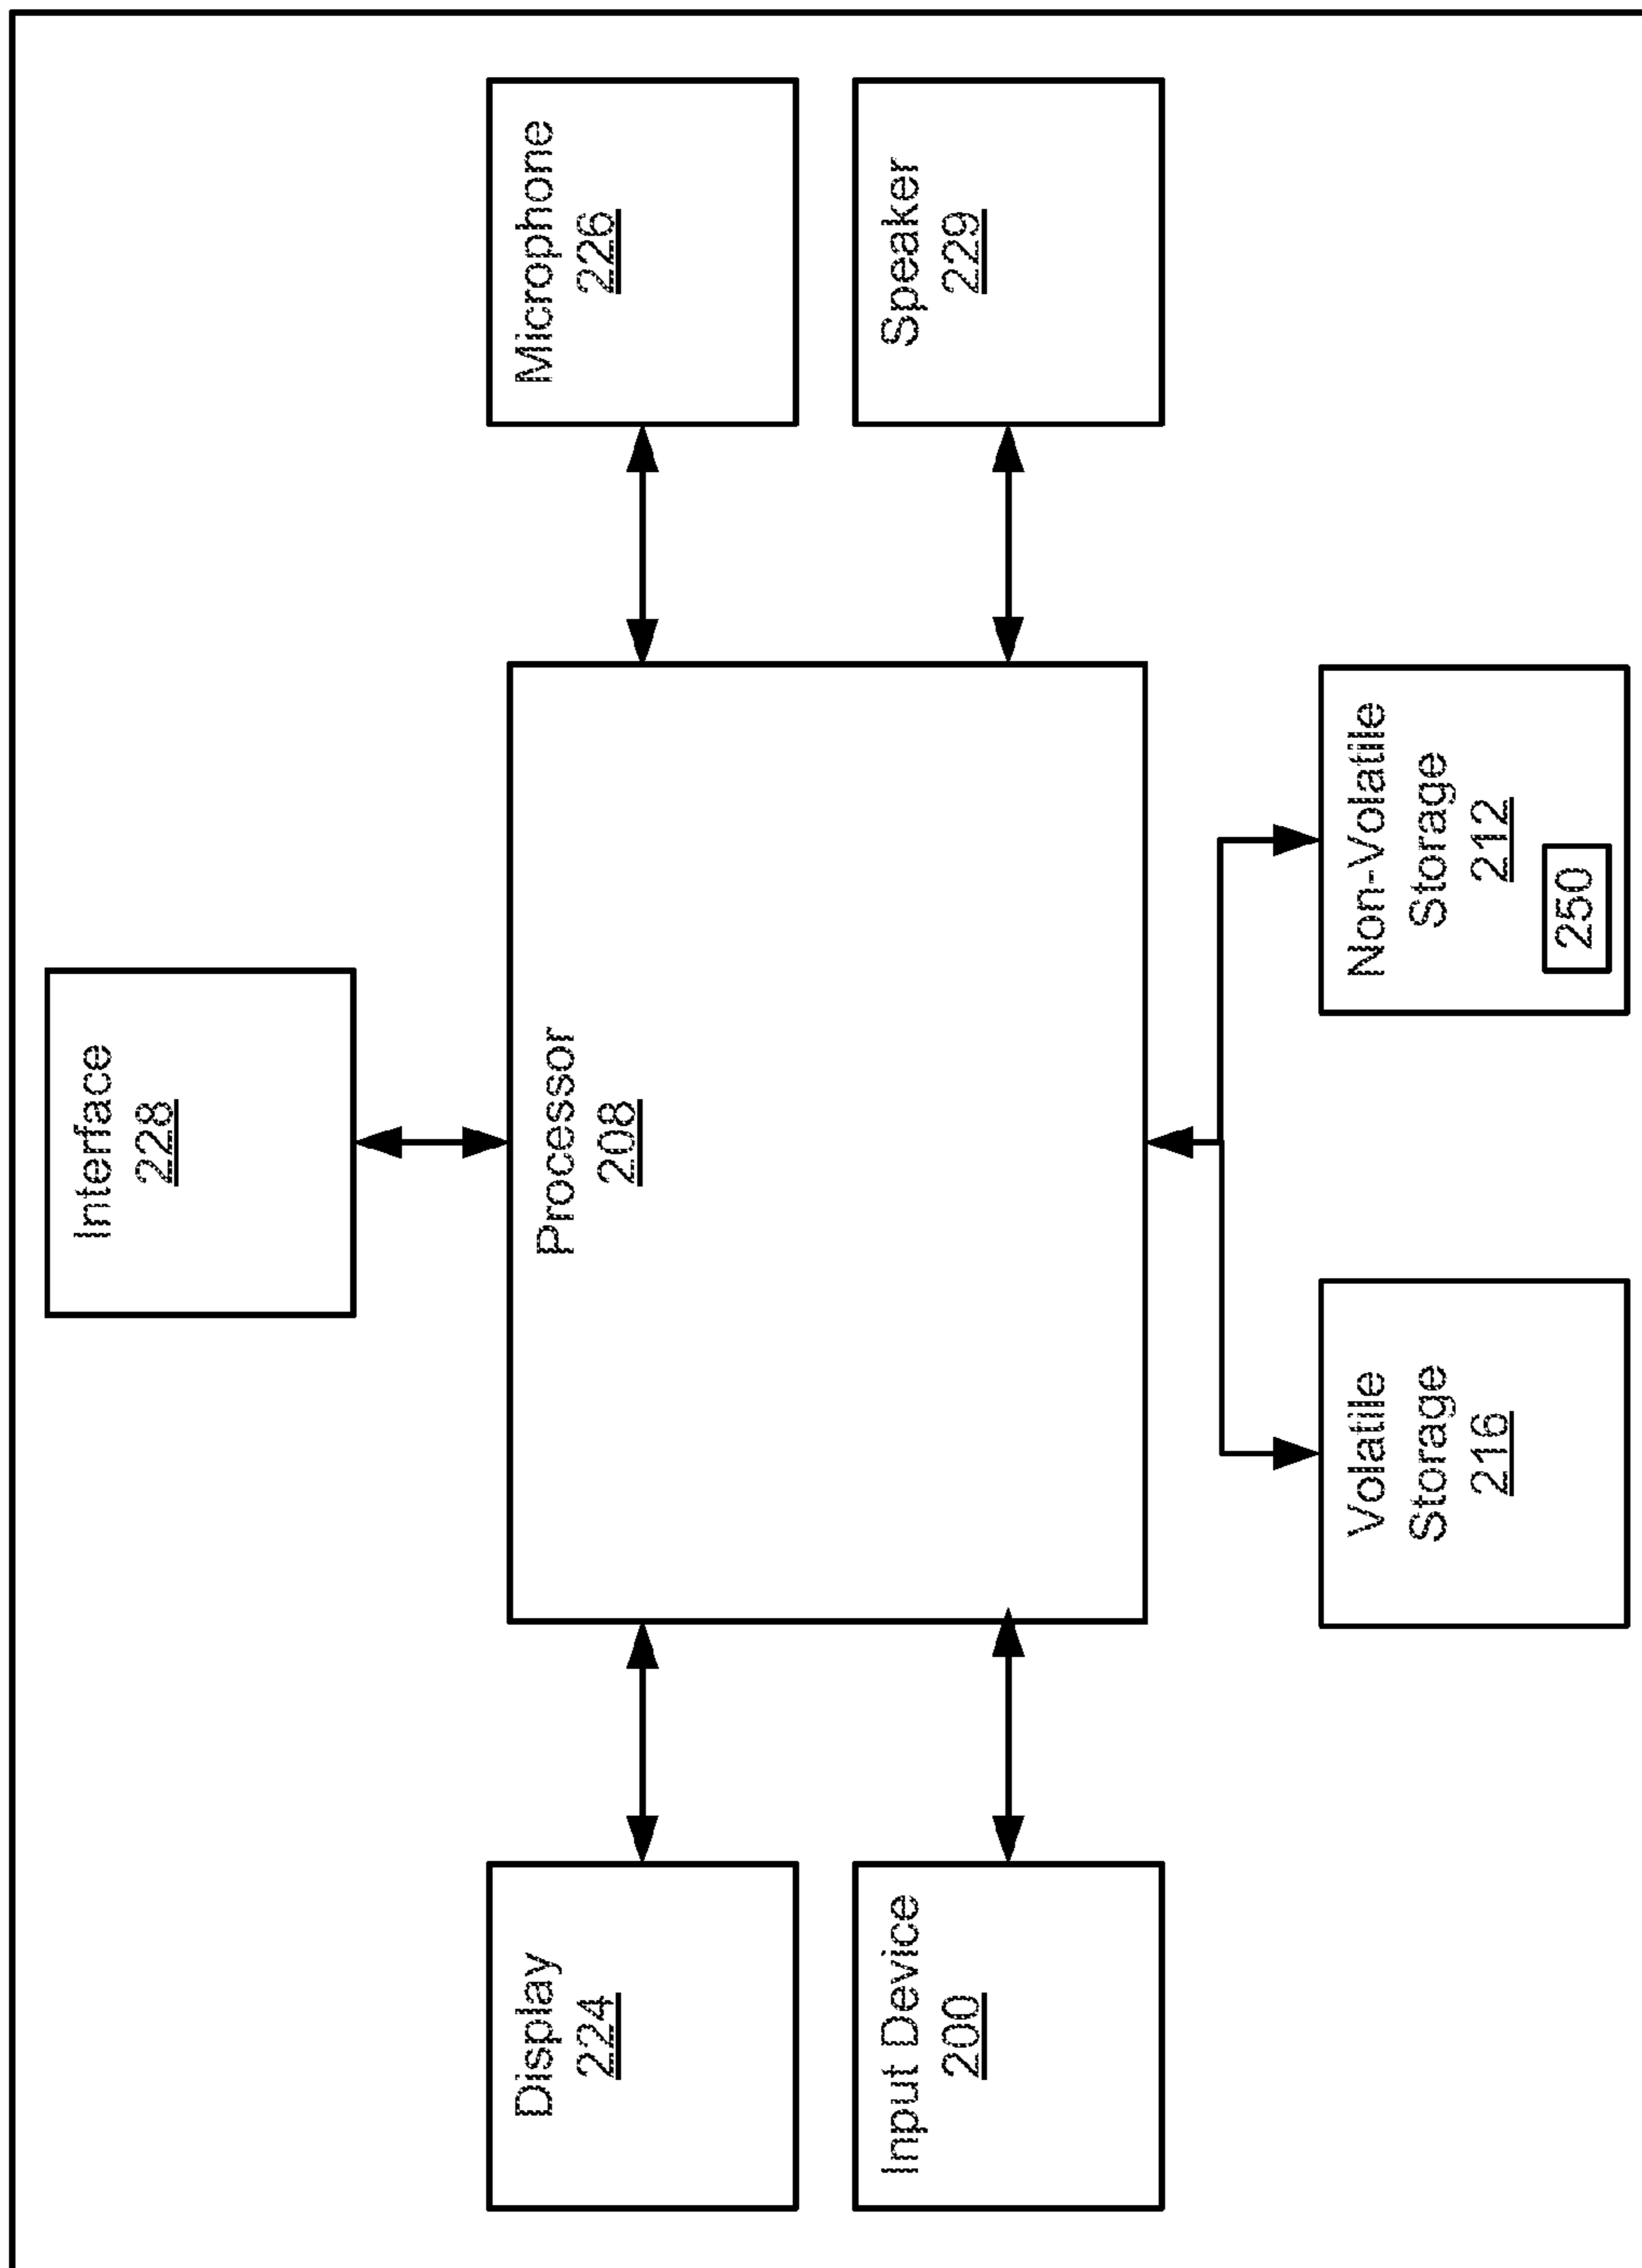 Interface
228
Display
224
Processor
208
Microphone
226
Input Device
200
Speaker
229
Volatile
Storage
216
Non-Volatile
Storage
212
250